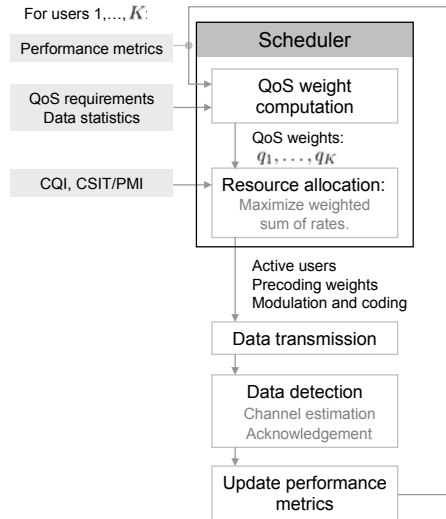 For users 1,...,K:
Performance metrics
Scheduler
QoS weight
computation
QoS requirements
Data statistics
QoS weights:
q₁, . . . , qK
CQI, CSIT/PMI
Resource allocation:
Maximize weighted
sum of rates.
Active users
Precoding weights
Modulation and coding
Data transmission
Data detection
Channel estimation
Acknowledgement
Update performance
metrics